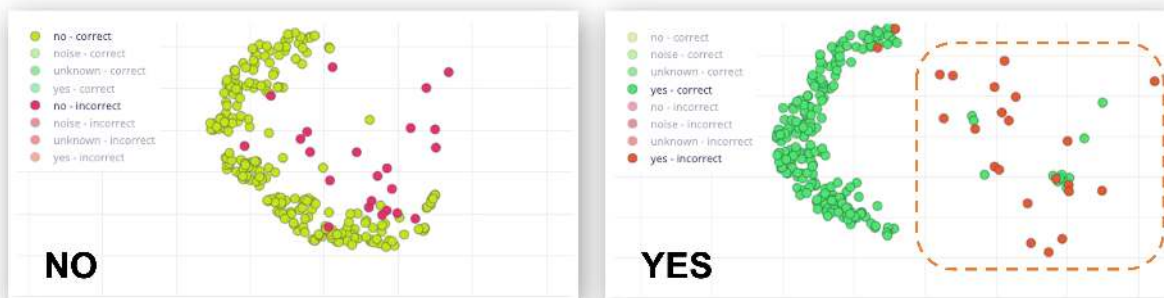 no - correct
noise - correct
unknown - correct
yes - correct
no - incorrect
noise - incorrect
unknown - incorrect
yes - incorrect
NO
no - correct
noise - correct
unknown - correct
yes - correct
no - incorrect
noise - incorrect
unknown - incorrect
yes - incorrect
YES